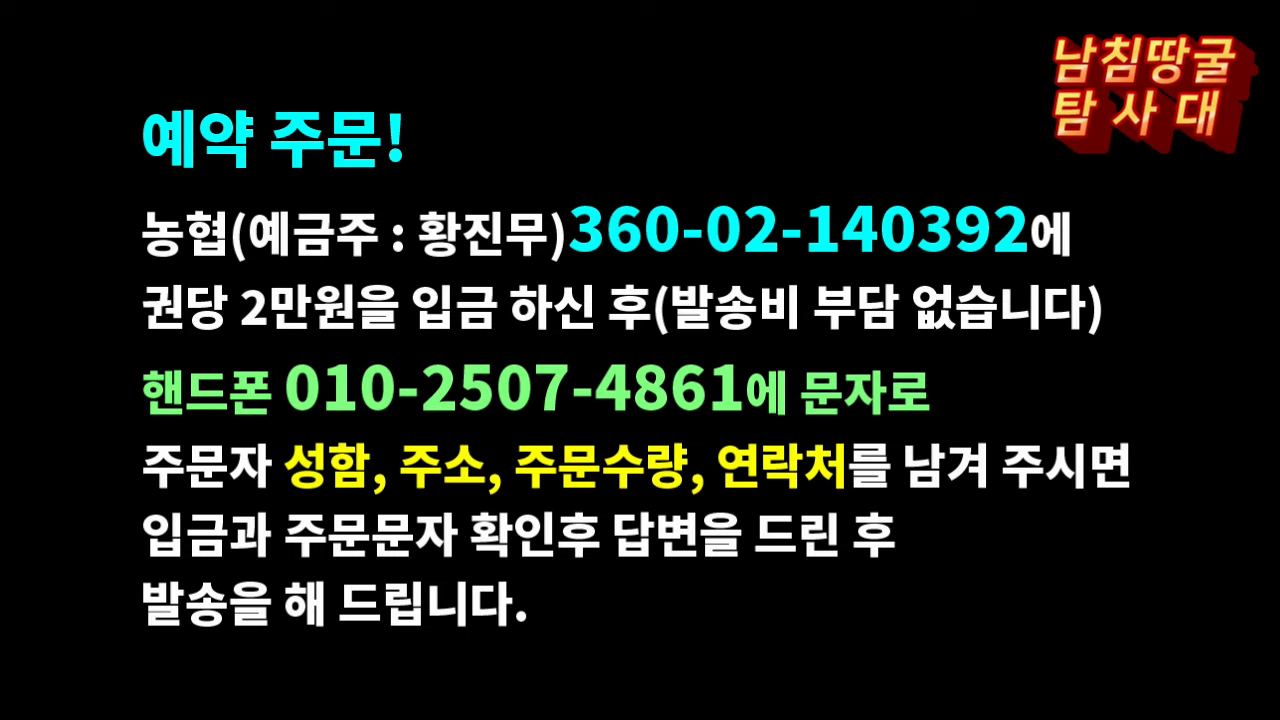 남침땅굴
탐사대
예약 주문!
농협(예금주 : 황진무)360-02-140392에
권당 2만원을 입금 하신 후(발송비 부담 없습니다)
핸드폰 010-2507-4861에 문자로
주문자 성함, 주소, 주문수량, 연락처를 남겨 주시면
입금과 주문문자 확인후 답변을 드린 후
발송을 해 드립니다.